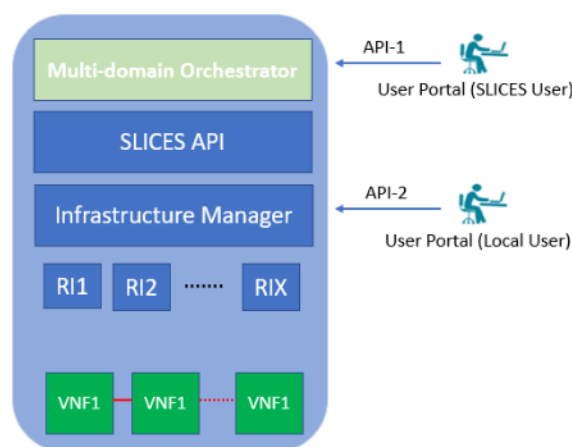 Multi-domain Orchestrator
API-1
User Portal (SLICES User)
SLICES API
Infrastructure Manager
API-2
User Portal (Local User)
RI1 RI2 ....... RIX
VNF1 VNF1 VNF1